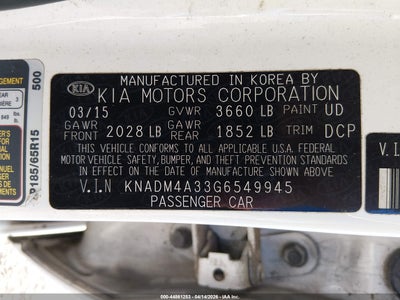 MANUFACTURED IN KOREA BY
KIA KIA MOTORS CORPORATION
03/15 GVWR 3660 LB PAINT UD
GAWR FRONT 2028 LB GAWR REAR 1852 LB TRIM DCP
THIS VEHICLE CONFORMS TO ALL APPLICABLE U.S.A FEDERAL
MOTOR VEHICLE SAFETY, BUMPER, AND THEFT PREVENTION STANDARDS
IN EFFECT ON THE DATE OF MANUFACTURE SHOWN ABOVE
V.I.N KNADM4A33G6549945
PASSENGER CAR
P185/65R15
500
V.I.
000-44861253 - 04/14/2026 -